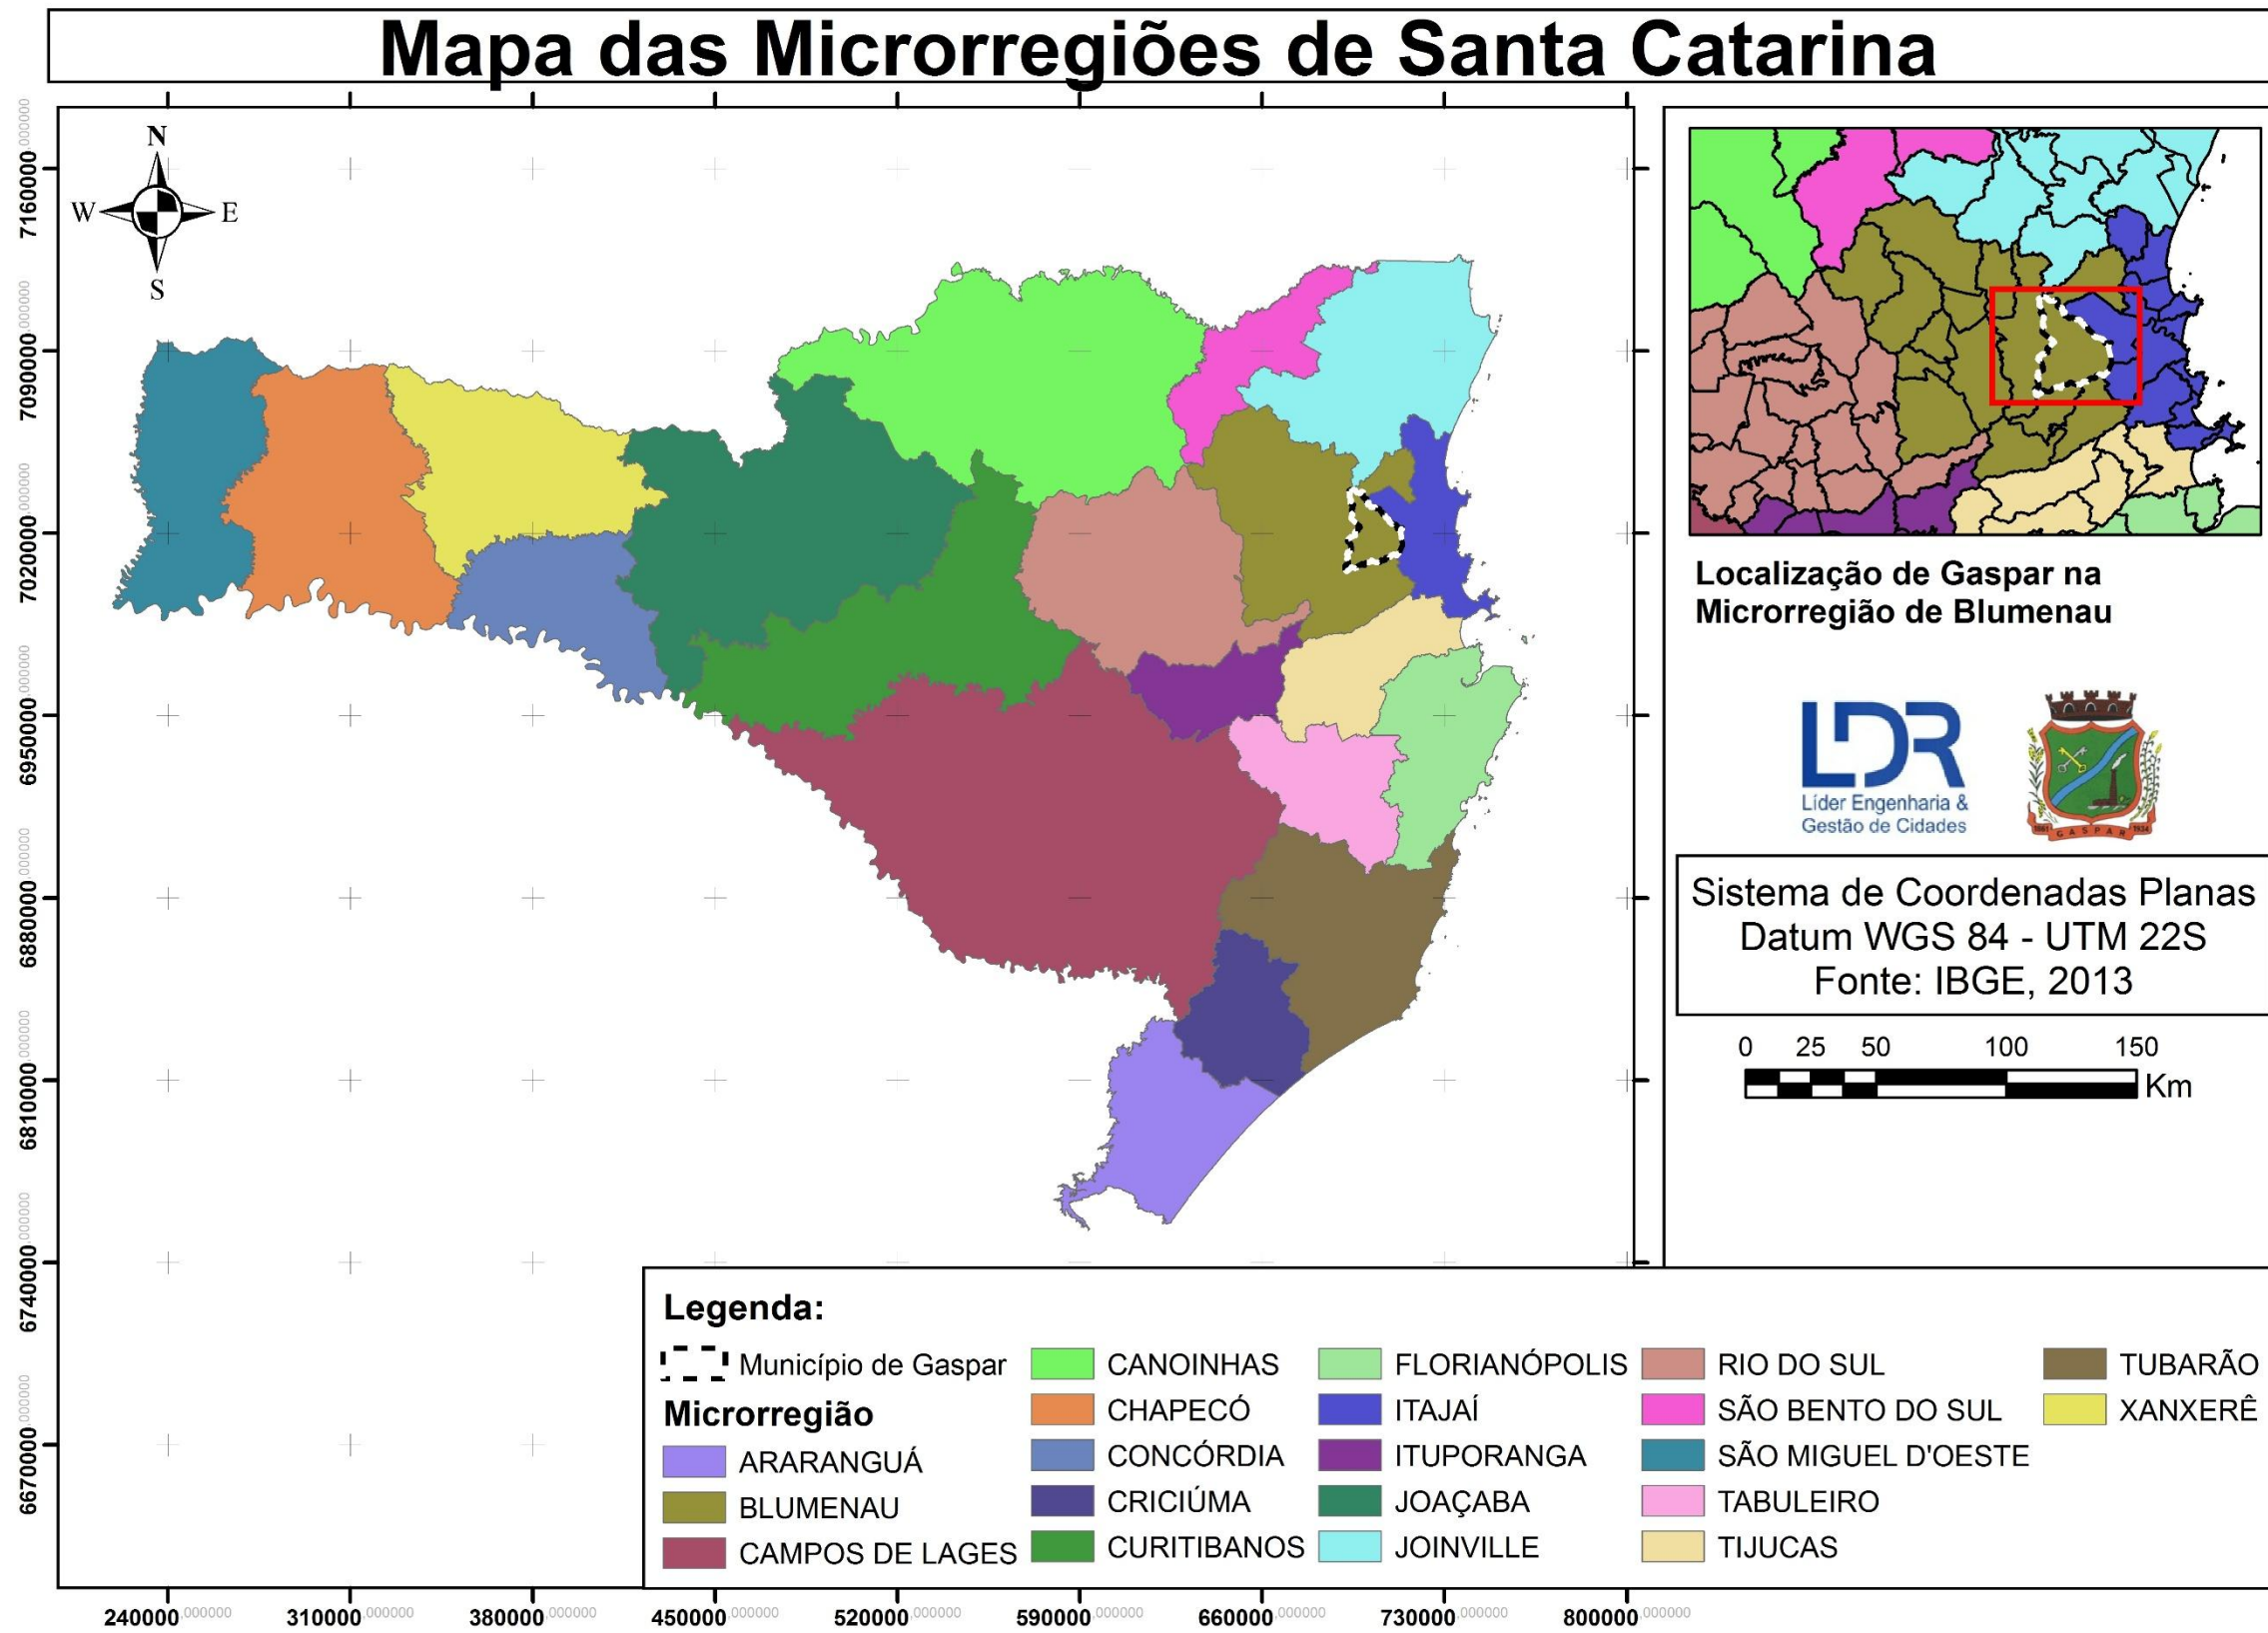 Mapa das Microrregiões de Santa Catarina
N
W E
S
7160000,000000
7090000,000000
7020000,000000
6950000,000000
6880000,000000
6810000,000000
6740000,000000
6670000,000000
240000,000000 310000,000000 380000,000000 450000,000000 520000,000000 590000,000000 660000,000000 730000,000000 800000,000000
Localização de Gaspar na
Microrregião de Blumenau
LDR
Líder Engenharia &
Gestão de Cidades
1861 GASPAR 1934
Sistema de Coordenadas Planas
Datum WGS 84 - UTM 22S
Fonte: IBGE, 2013
0 25 50 100 150
Km
Legenda:
Município de Gaspar
Microrregião
ARARANGUÁ
BLUMENAU
CAMPOS DE LAGES
CANOINHAS
CHAPECÓ
CONCÓRDIA
CRICIÚMA
CURITIBANOS
FLORIANÓPOLIS
ITAJAÍ
ITUPORANGA
JOAÇABA
JOINVILLE
RIO DO SUL
SÃO BENTO DO SUL
SÃO MIGUEL D'OESTE
TABULEIRO
TIJUCAS
TUBARÃO
XANXERÊ